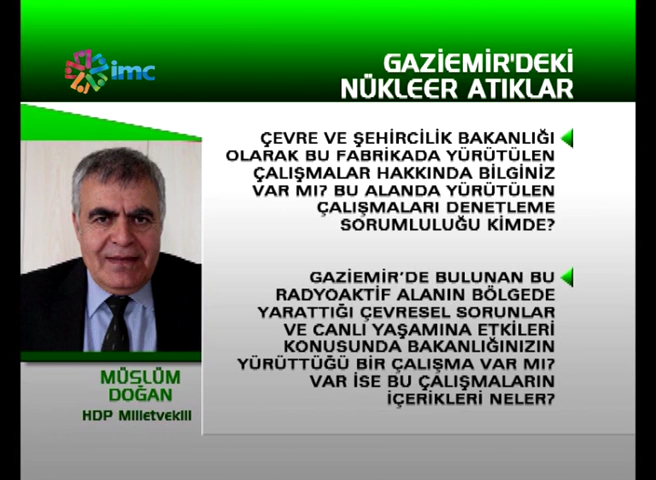 imc
GAZİEMİR'DEKİ
NÜKLEER ATIKLAR
ÇEVRE VE ŞEHİRCİLİK BAKANLIĞI
OLARAK BU FABRİKADA YÜRÜTÜLEN
ÇALIŞMALAR HAKKINDA BİLGİNİZ
VAR MI? BU ALANDA YÜRÜTÜLEN
ÇALIŞMALARI DENETLEME
SORUMLULUĞU KİMDE?
GAZİEMİR'DE BULUNAN BU
RADYOAKTİF ALANIN BÖLGEDE
YARATTIĞI ÇEVRESEL SORUNLAR
VE CANLI YAŞAMINA ETKİLERİ
KONUSUNDA BAKANLIĞINIZIN
YÜRÜTTÜĞÜ BİR ÇALIŞMA VAR MI?
VAR İSE BU ÇALIŞMALARIN
İÇERİKLERİ NELER?
MÜSLÜM
DOĞAN
HDP Milletvekili